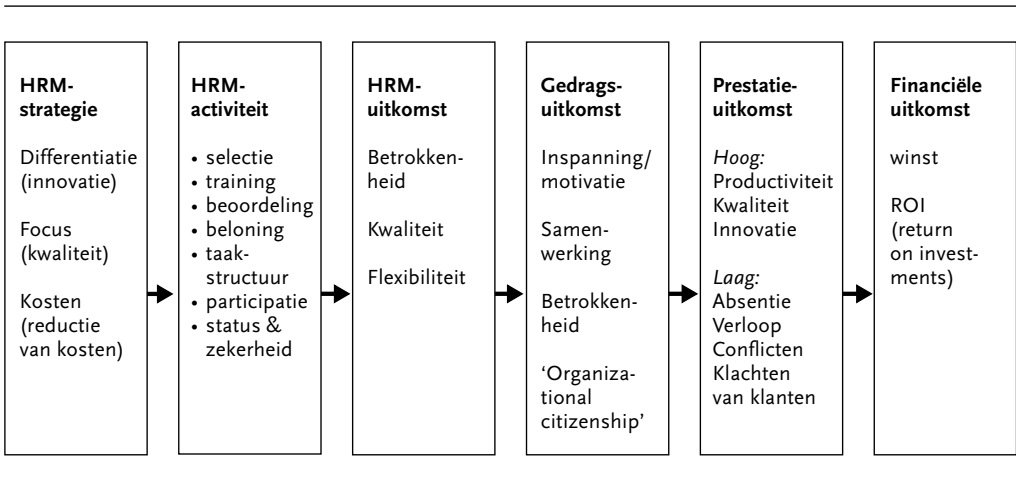 HRM-
strategie
Differentiatie
(innovatie)
Focus
(kwaliteit)
Kosten
(reductie
van kosten)
HRM-
activiteit
• selectie
• training
• beoordeling
• beloning
• taak-
structuur
• participatie
• status &
zekerheid
HRM-
uitkomst
Betrokken-
heid
Kwaliteit
Flexibiliteit
Gedrags-
uitkomst
Inspanning/
motivatie
Samen-
werking
Betrokken-
heid
‘Organiza-
tional
citizenship’
Prestatie-
uitkomst
Hoog:
Productiviteit
Kwaliteit
Innovatie
Laag:
Absentie
Verloop
Conflicten
Klachten
van klanten
Financiële
uitkomst
winst
ROI
(return
on invest-
ments)